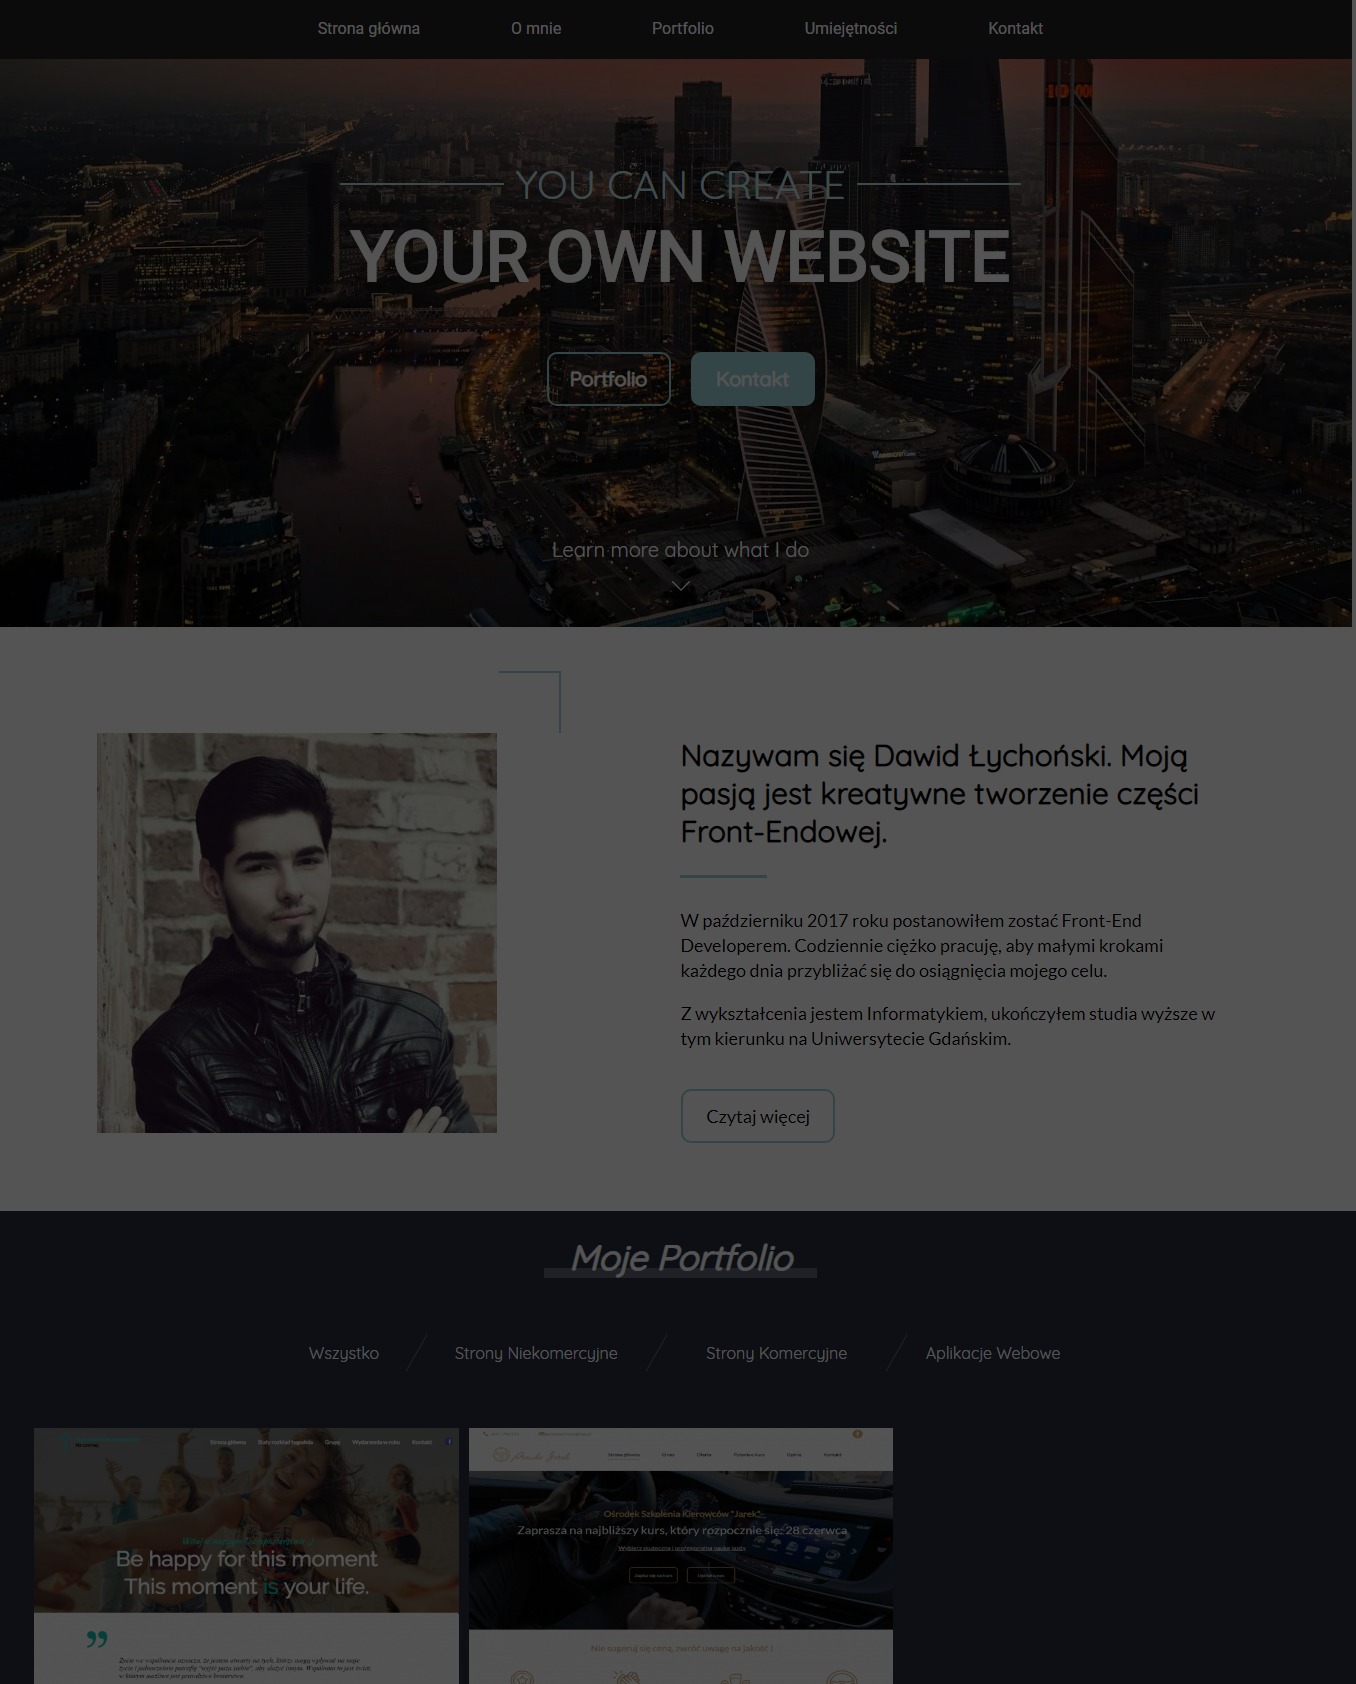 Strona główna
O mnie
Portfolio
Umiejętności
Kontakt
YOU CAN CREATE
YOUR OWN WEBSITE
Portfolio
Kontakt
Learn more about what I do
Nazywam się Dawid Łychoński. Moją
pasją jest kreatywne tworzenie części
Front-Endowej.
W październiku 2017 roku postanowiłem zostać Front-End
Developerem. Codziennie ciężko pracuję, aby małymi krokami
każdego dnia przybliżać się do osiągnięcia mojego celu.
Z wykształcenia jestem Informatykiem, ukończyłem studia wyższe w
tym kierunku na Uniwersytecie Gdańskim.
Czytaj więcej
Moje Portfolio
Wszystko
Strony Niekomercyjne
Strony Komercyjne
Aplikacje Webowe
Strona główna
Grupy
Wydarzenia w roku
Kontakt
Be happy for this moment
This moment is your life.
Strona główna
O nas
Oferta
Kontakt
Ośrodek Szkolenia Kierowców "Jarek"
Zaprasza na najbliższy kurs, który rozpocznie się: 28 czerwca
Nie sugeruj się ceną, zwróć uwagę na jakość !